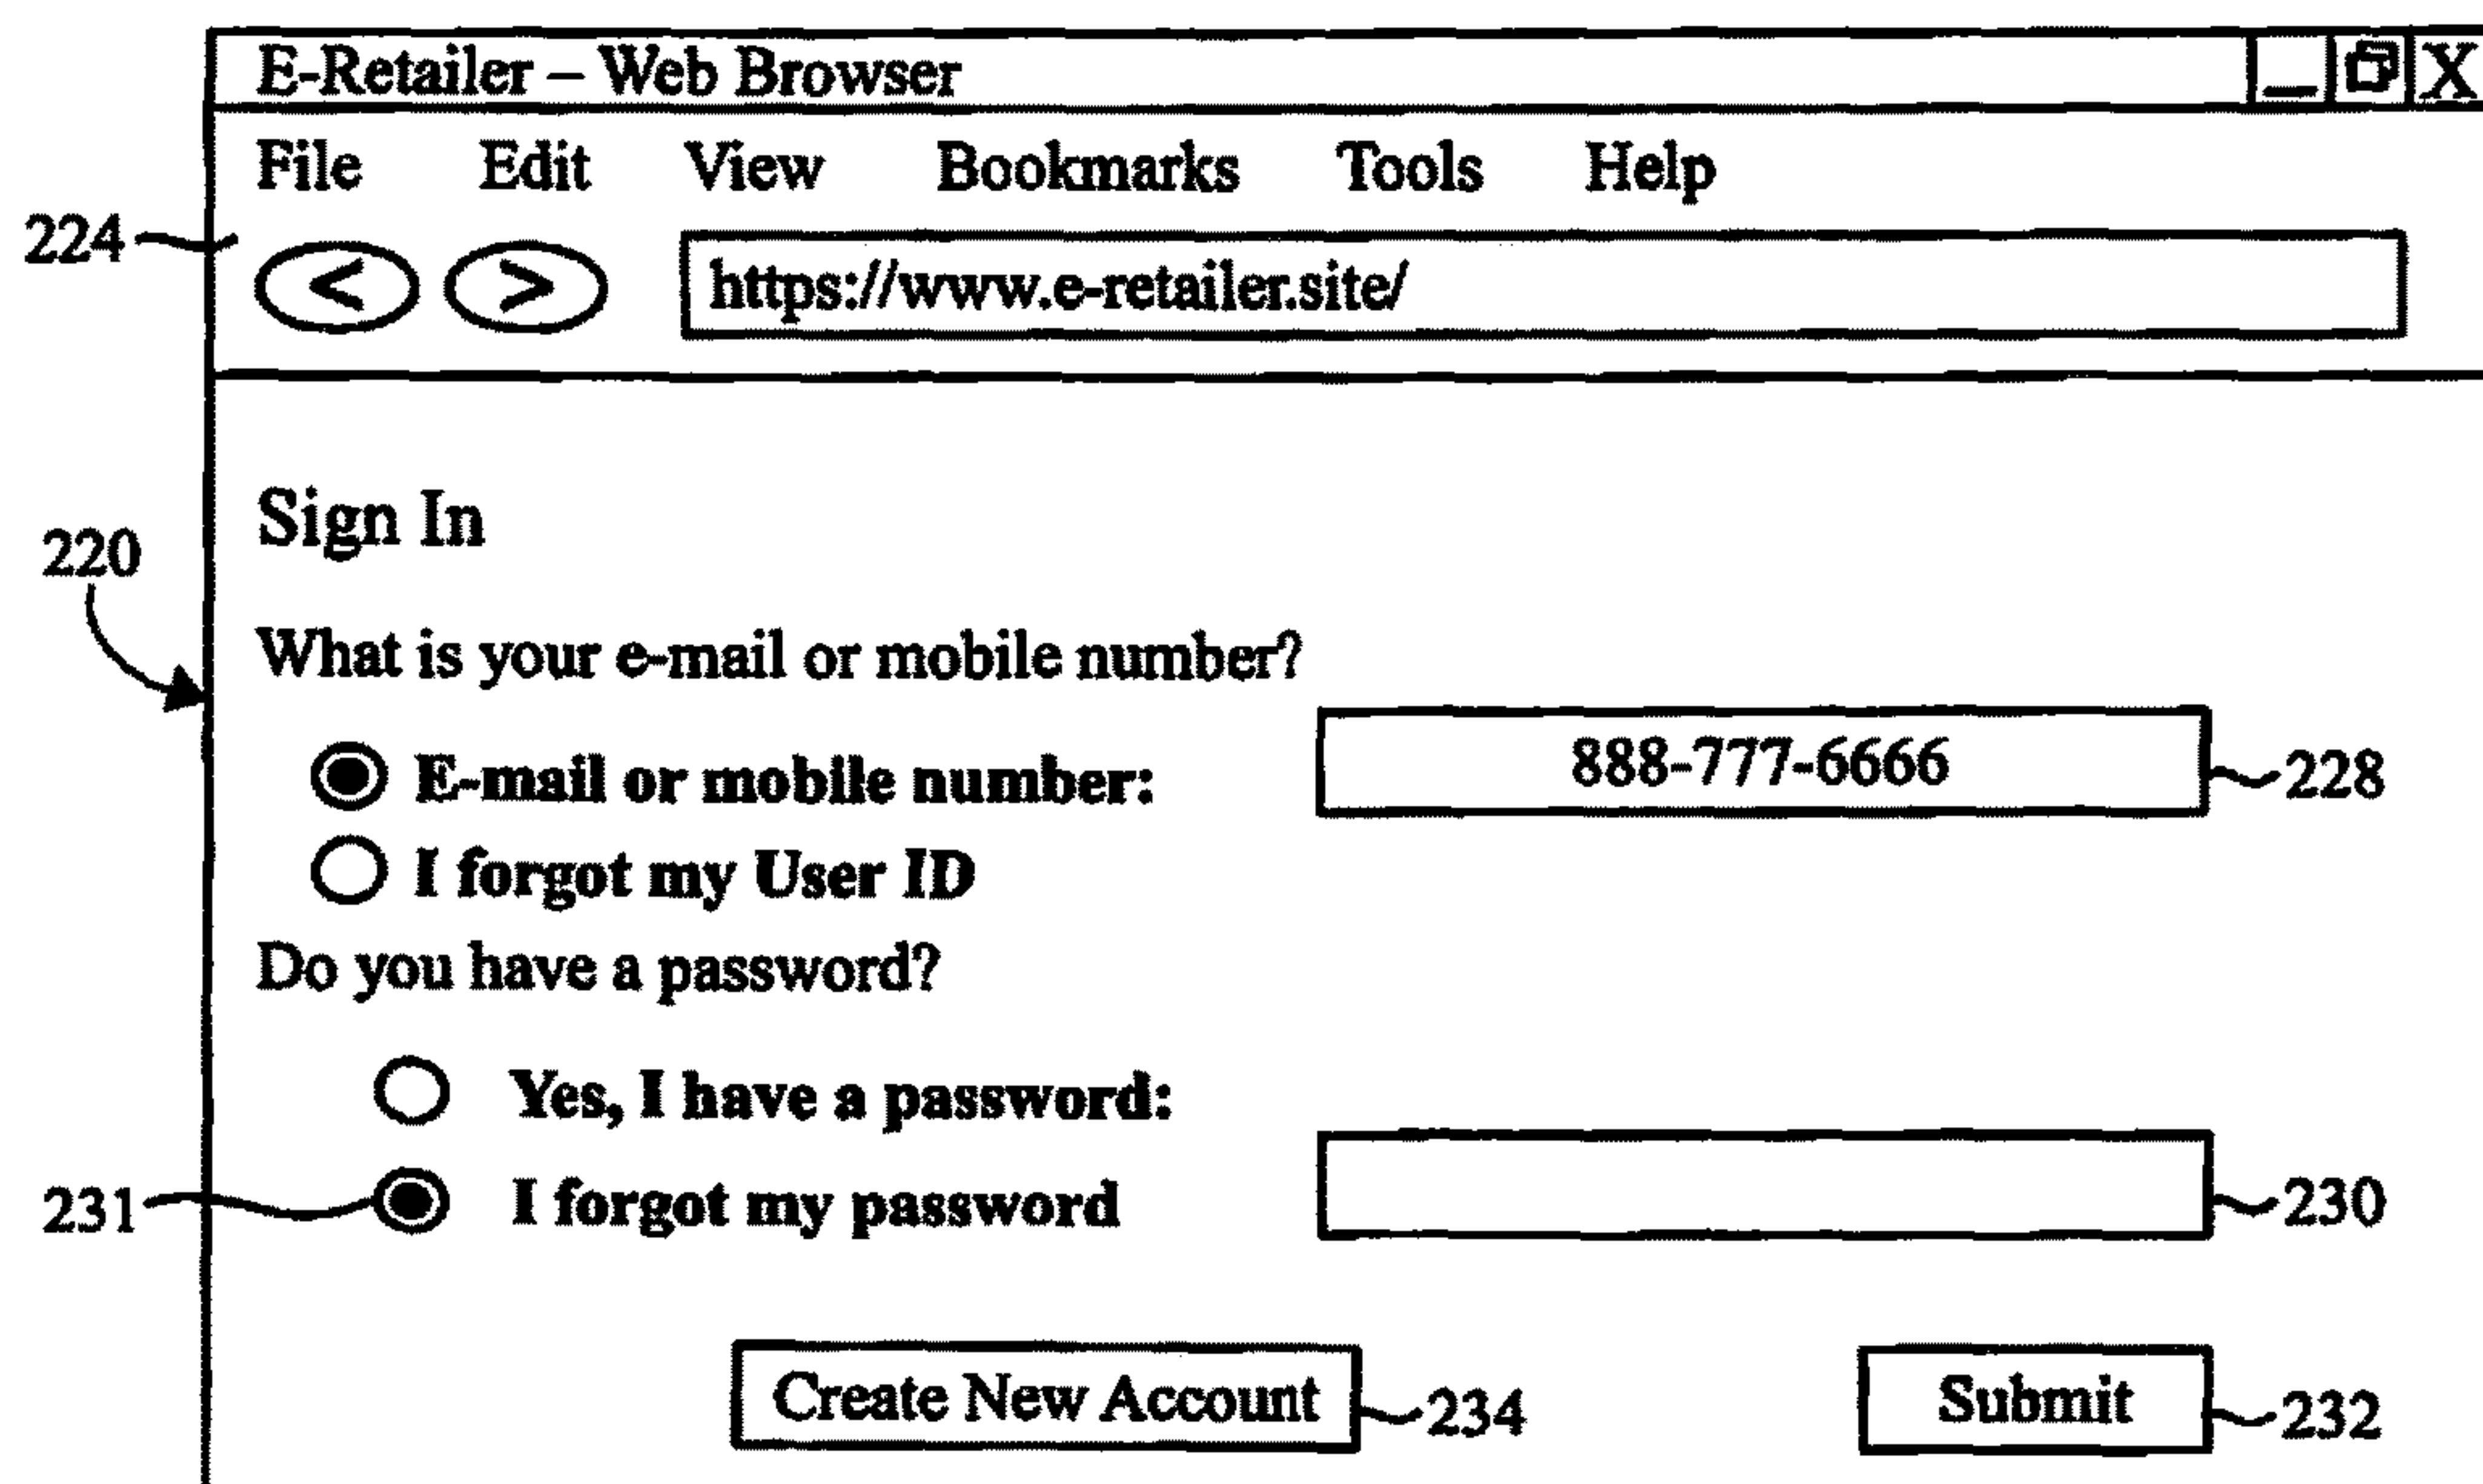 E-Retailer – Web Browser _ X
File Edit View Bookmarks Tools Help
224
< > https://www.e-retailer.site/
Sign In
220
What is your e-mail or mobile number?
E-mail or mobile number: 888-777-6666 228
I forgot my User ID
Do you have a password?
Yes, I have a password:
231 I forgot my password 230
Create New Account 234 Submit 232